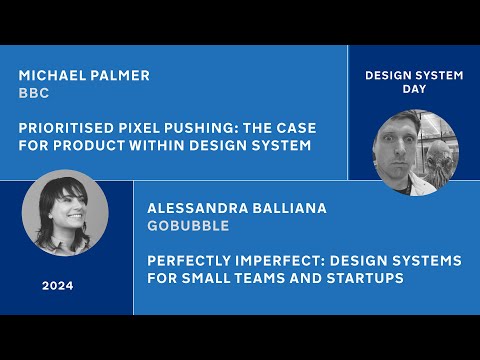 MICHAEL PALMER
BBC
PRIORITISED PIXEL PUSHING: THE CASE
FOR PRODUCT WITHIN DESIGN SYSTEM
DESIGN SYSTEM
DAY
ALESSANDRA BALLIANA
GOBUBBLE
PERFECTLY IMPERFECT: DESIGN SYSTEMS
FOR SMALL TEAMS AND STARTUPS
2024